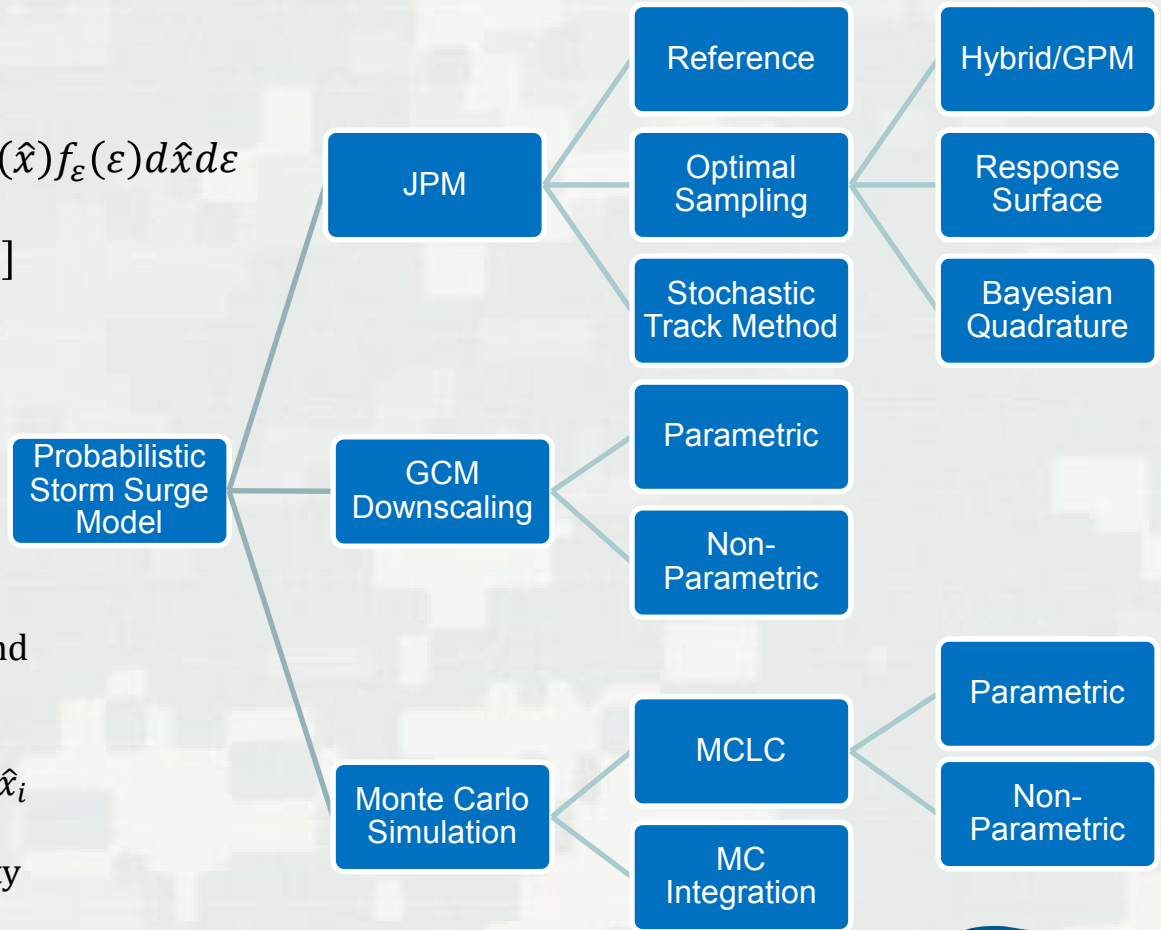 (x̂)f_ε(ε)dx̂dε
]
nd
x̂_i
ty
Probabilistic
Storm Surge
Model
JPM
GCM
Downscaling
Monte Carlo
Simulation
Reference
Optimal
Sampling
Stochastic
Track Method
Parametric
Non-
Parametric
MCLC
MC
Integration
Hybrid/GPM
Response
Surface
Bayesian
Quadrature
Parametric
Non-
Parametric